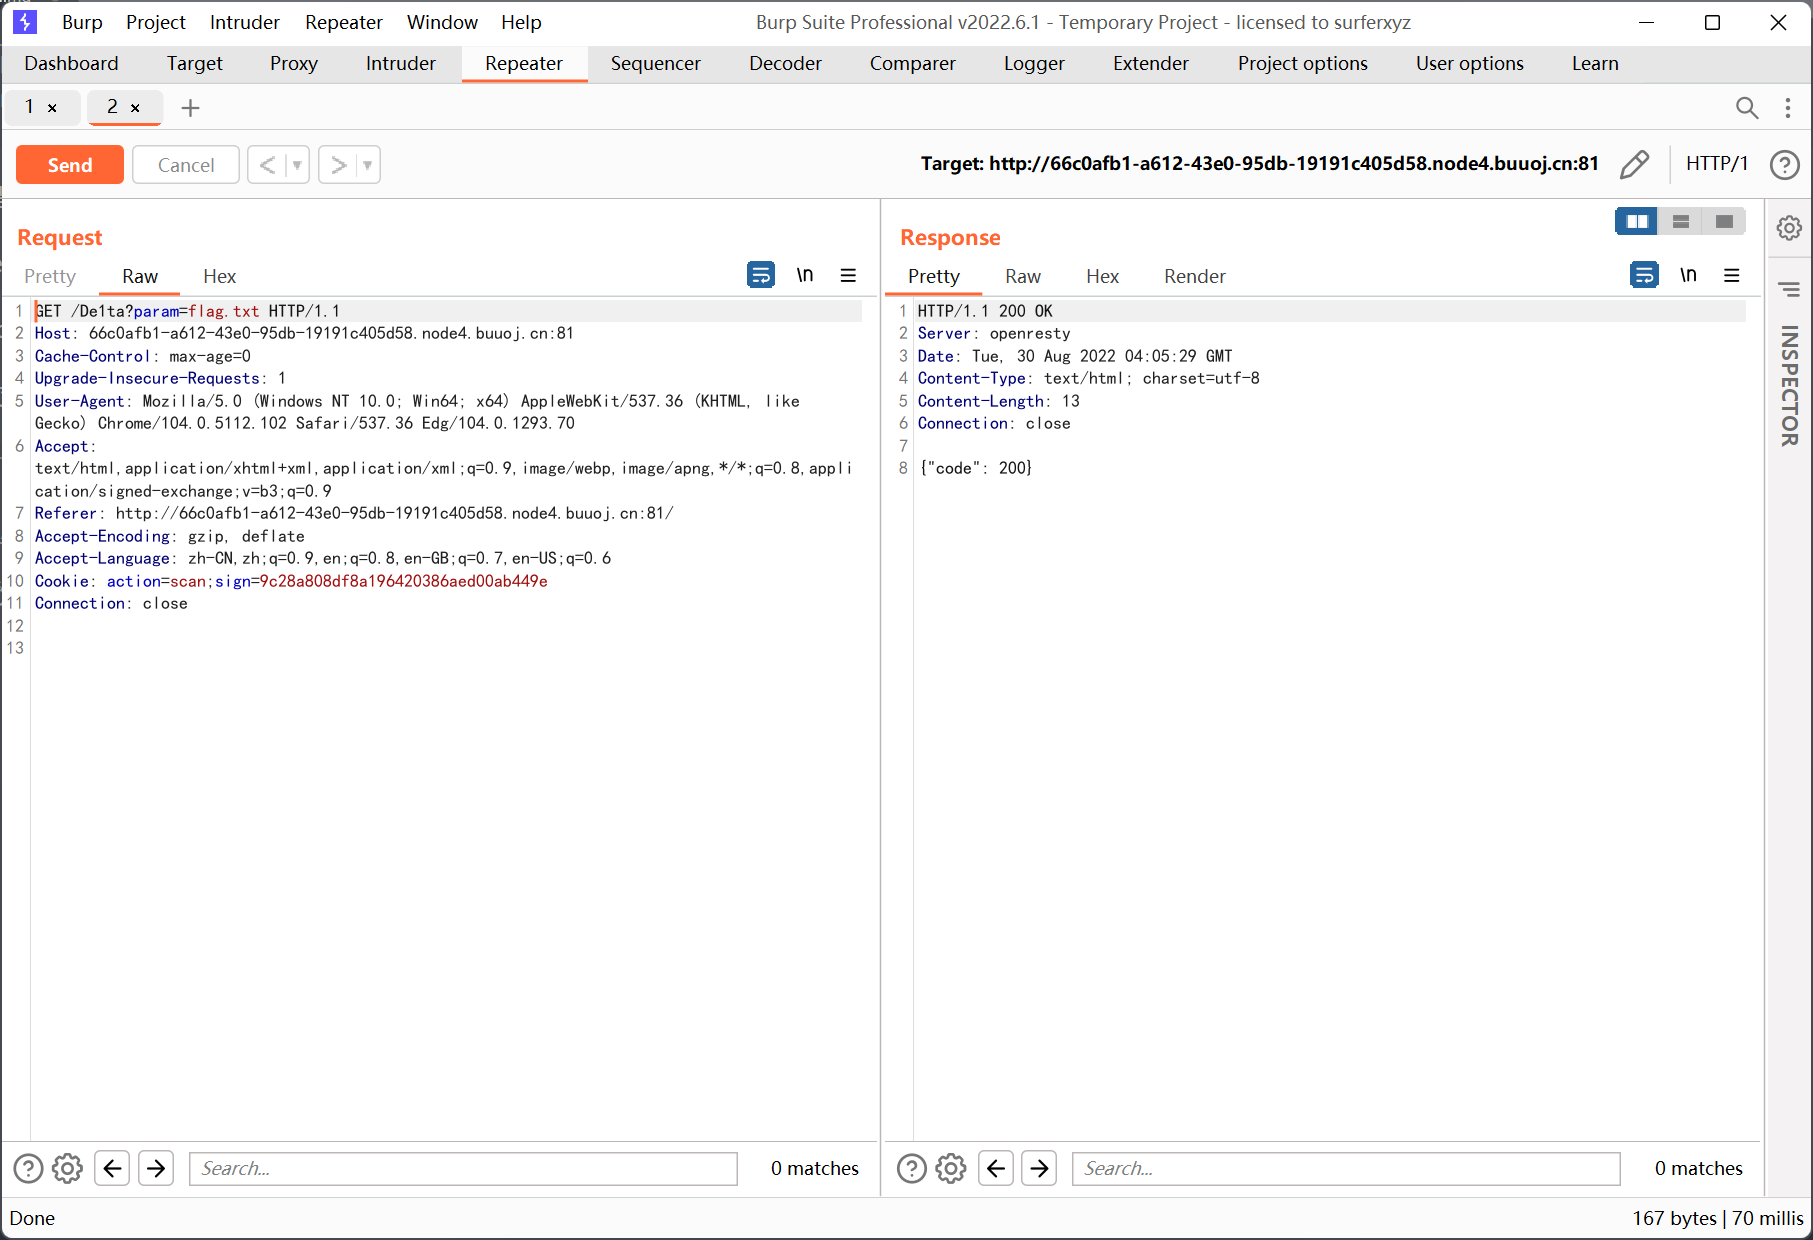 Burp Project Intruder Repeater Window Help Burp Suite Professional v2022.6.1 - Temporary Project - licensed to surferxyz
Dashboard Target Proxy Intruder Repeater Sequencer Decoder Comparer Logger Extender Project options User options Learn
1 × 2 × +
Send Cancel < ▼ > ▼ Target: http://66c0afb1-a612-43e0-95db-19191c405d58.node4.buuoj.cn:81 HTTP/1 ?
Request
Pretty Raw Hex \n
1 GET /De1ta?param=flag.txt HTTP/1.1
2 Host: 66c0afb1-a612-43e0-95db-19191c405d58.node4.buuoj.cn:81
3 Cache-Control: max-age=0
4 Upgrade-Insecure-Requests: 1
5 User-Agent: Mozilla/5.0 (Windows NT 10.0; Win64; x64) AppleWebKit/537.36 (KHTML, like
Gecko) Chrome/104.0.5112.102 Safari/537.36 Edg/104.0.1293.70
6 Accept:
text/html,application/xhtml+xml,application/xml;q=0.9,image/webp,image/apng,*/*;q=0.8,appli
cation/signed-exchange;v=b3;q=0.9
7 Referer: http://66c0afb1-a612-43e0-95db-19191c405d58.node4.buuoj.cn:81/
8 Accept-Encoding: gzip, deflate
9 Accept-Language: zh-CN,zh;q=0.9,en;q=0.8,en-GB;q=0.7,en-US;q=0.6
10 Cookie: action=scan;sign=9c28a808df8a196420386aed00ab449e
11 Connection: close
12
13
? Search... 0 matches
Response
Pretty Raw Hex Render \n
1 HTTP/1.1 200 OK
2 Server: openresty
3 Date: Tue, 30 Aug 2022 04:05:29 GMT
4 Content-Type: text/html; charset=utf-8
5 Content-Length: 13
6 Connection: close
7
8 {"code": 200}
? Search... 0 matches
INSPECTOR
Done 167 bytes | 70 millis